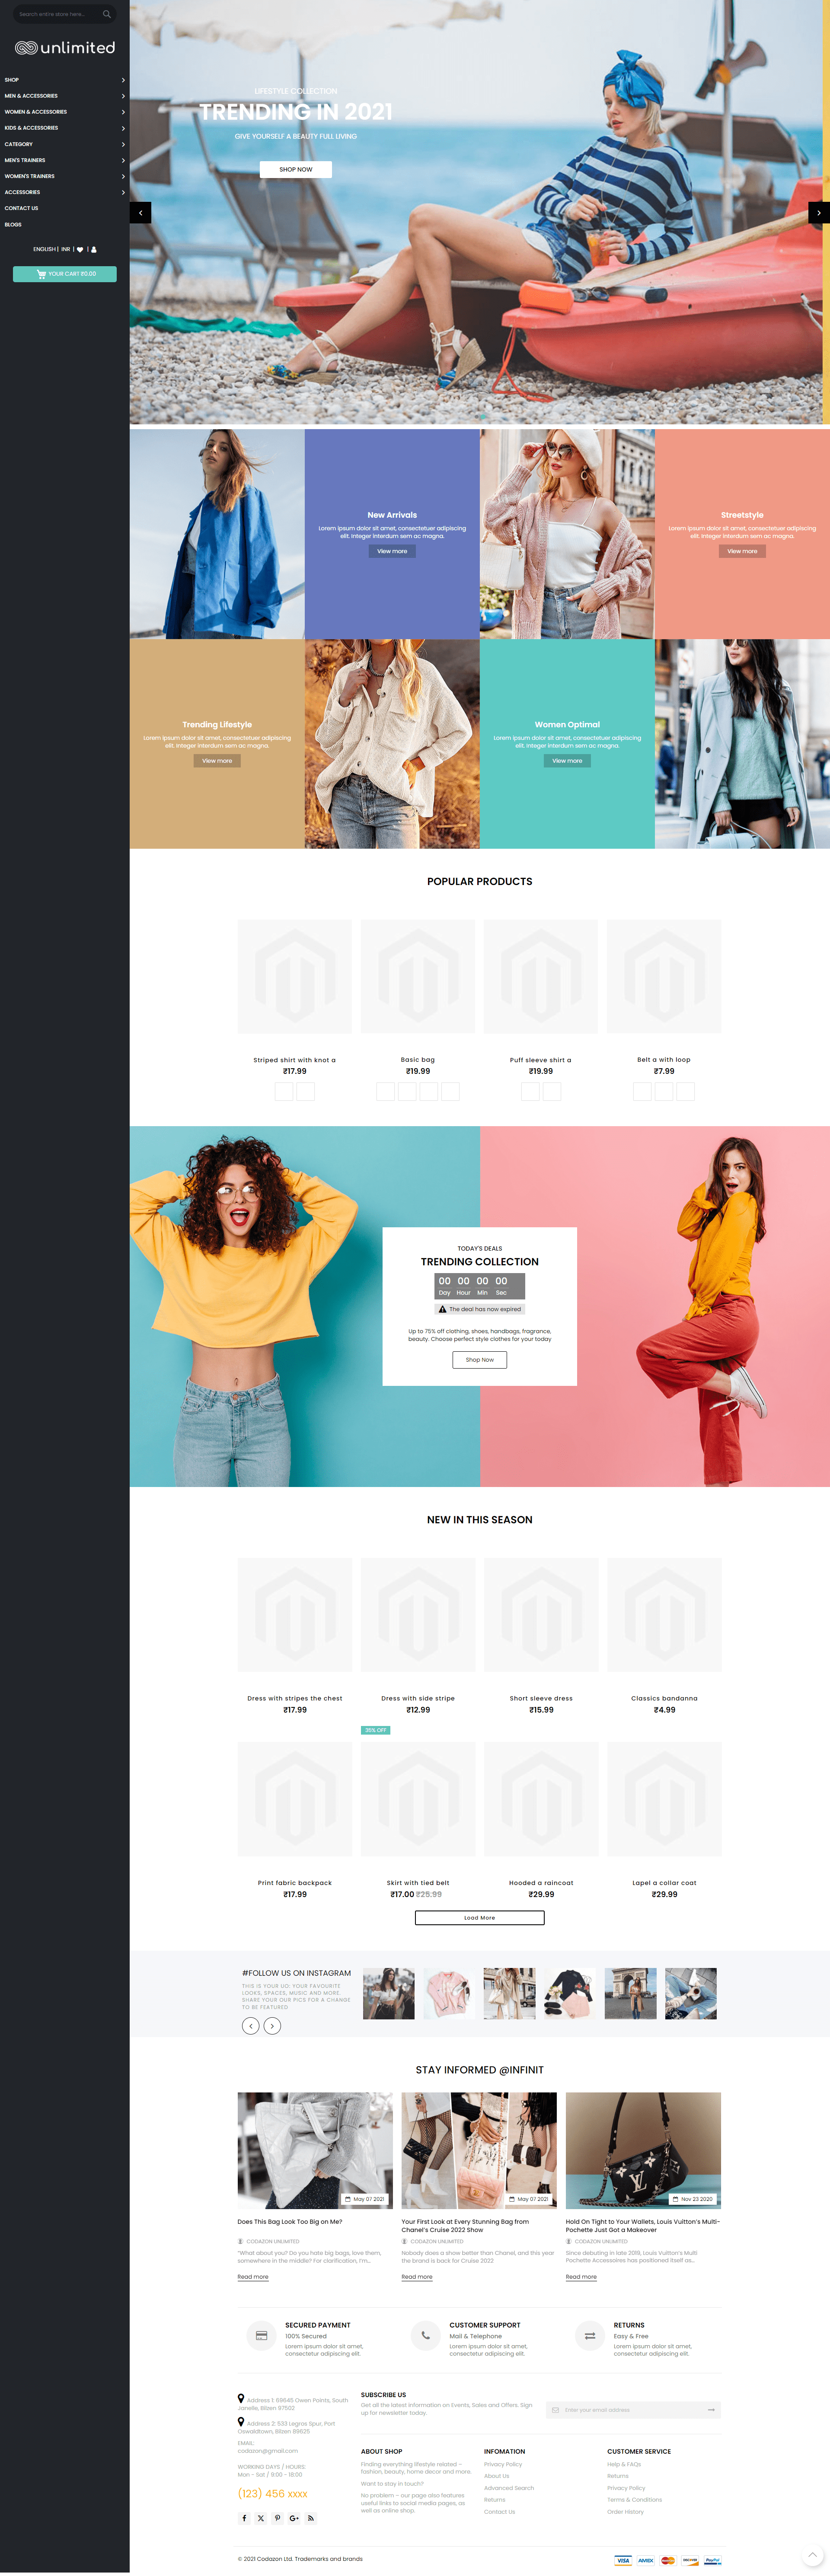 Search entire store here...
unlimited
SHOP
MEN & ACCESSORIES
WOMEN & ACCESSORIES
KIDS & ACCESSORIES
CATEGORY
MEN'S TRAINERS
WOMEN'S TRAINERS
ACCESSORIES
CONTACT US
BLOGS
ENGLISH | INR | |
YOUR CART ₹0.00
LIFESTYLE COLLECTION
TRENDING IN 2021
GIVE YOURSELF A BEAUTY FULL LIVING
SHOP NOW
New Arrivals
Lorem ipsum dolor sit amet, consectetuer adipiscing
elit. Integer interdum sem ac magna.
View more
Streetstyle
Lorem ipsum dolor sit amet, consectetuer adipiscing
elit. Integer interdum sem ac magna.
View more
Trending Lifestyle
Lorem ipsum dolor sit amet, consectetuer adipiscing
elit. Integer interdum sem ac magna.
View more
Women Optimal
Lorem ipsum dolor sit amet, consectetuer adipiscing
elit. Integer interdum sem ac magna.
View more
POPULAR PRODUCTS
Striped shirt with knot a
₹17.99
Basic bag
₹19.99
Puff sleeve shirt a
₹19.99
Belt a with loop
₹7.99
TODAY'S DEALS
TRENDING COLLECTION
00 00 00 00
Day Hour Min Sec
The deal has now expired
Up to 75% off clothing, shoes, handbags, fragrance,
beauty. Choose perfect style clothes for your today
Shop Now
NEW IN THIS SEASON
Dress with stripes the chest
₹17.99
Dress with side stripe
₹12.99
Short sleeve dress
₹15.99
Classics bandanna
₹4.99
35% OFF
Print fabric backpack
₹17.99
Skirt with tied belt
₹17.00 ₹25.99
Hooded a raincoat
₹29.99
Lapel a collar coat
₹29.99
Load More
#FOLLOW US ON INSTAGRAM
THIS IS YOUR LIO: YOUR FAVOURITE
LOOKS, SPACES, MUSIC AND MORE.
SHARE YOUR OUR PICS FOR A CHANGE
TO BE FEATURED
STAY INFORMED @INFINIT
May 07 2021
Does This Bag Look Too Big on Me?
CODAZON UNLIMITED
"What about you? Do you hate big bags, love them,
somewhere in the middle? For clarification, I'm...
Read more
May 07 2021
Your First Look at Every Stunning Bag from
Chanel's Cruise 2022 Show
CODAZON UNLIMITED
Nobody does a show better than Chanel, and this year
the brand is back for Cruise 2022
Read more
Nov 23 2020
Hold On Tight to Your Wallets, Louis Vuitton's Multi-
Pochette Just Got a Makeover
CODAZON UNLIMITED
Since debuting in late 2019, Louis Vuitton's Multi
Pochette Accessoires has positioned itself as...
Read more
SECURED PAYMENT
100% Secured
Lorem ipsum dolor sit amet,
consectetur adipiscing elit.
CUSTOMER SUPPORT
Mail & Telephone
Lorem ipsum dolor sit amet,
consectetur adipiscing elit.
RETURNS
Easy & Free
Lorem ipsum dolor sit amet,
consectetur adipiscing elit.
Address 1: 69645 Owen Points, South
Janelle, Bilzen 97502
Address 2: 533 Legros Spur, Port
Oswaldtown, Bilzen 89625
EMAIL:
codazon@gmail.com
WORKING DAYS / HOURS:
Mon - Sat / 9:00 - 18:00
(123) 456 xxxx
SUBSCRIBE US
Get all the latest information on Events, Sales and Offers. Sign
up for newsletter today.
Enter your email address
ABOUT SHOP
Finding everything lifestyle related -
fashion, beauty, home decor and more.
Want to stay in touch?
No problem – our page also features
useful links to social media pages, as
well as online shop.
INFOMATION
Privacy Policy
About Us
Advanced Search
Returns
Contact Us
CUSTOMER SERVICE
Help & FAQs
Returns
Privacy Policy
Terms & Conditions
Order History
© 2021 Codazon Ltd. Trademarks and brands
VISA AMEX MasterCard DISCOVER PayPal